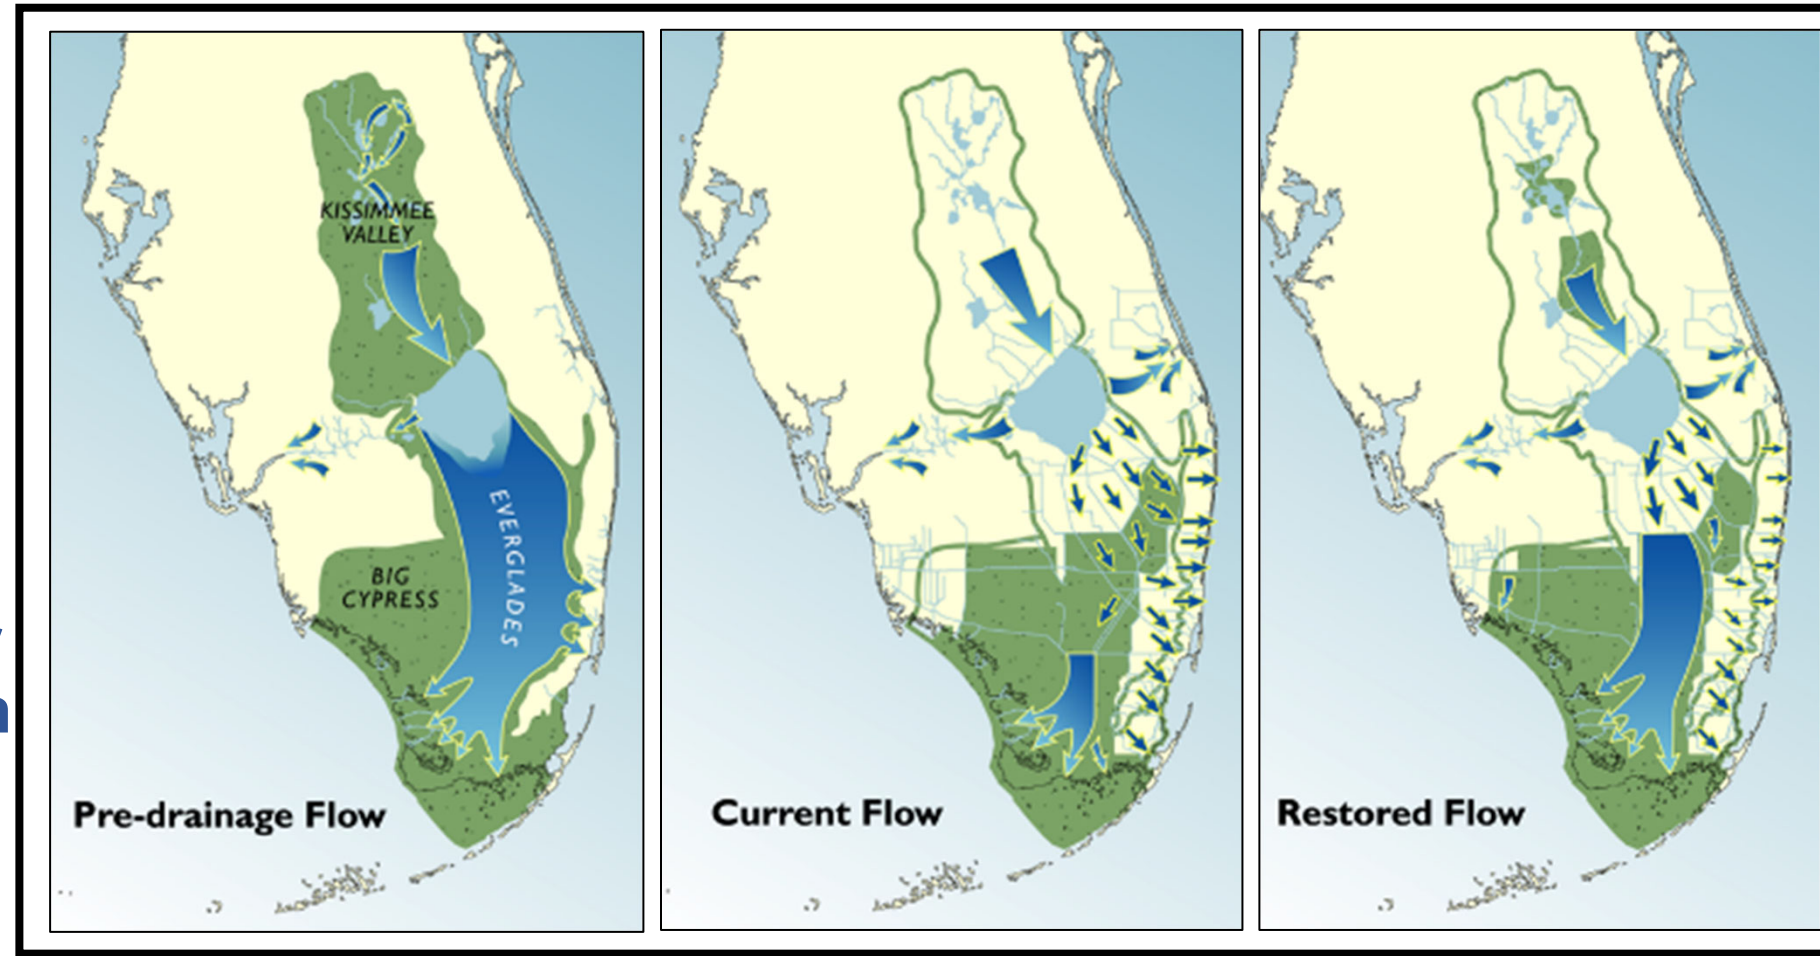 KISSIMMEE
VALLEY
EVERGLADES
BIG
CYPRESS
Pre-drainage Flow
Current Flow
Restored Flow